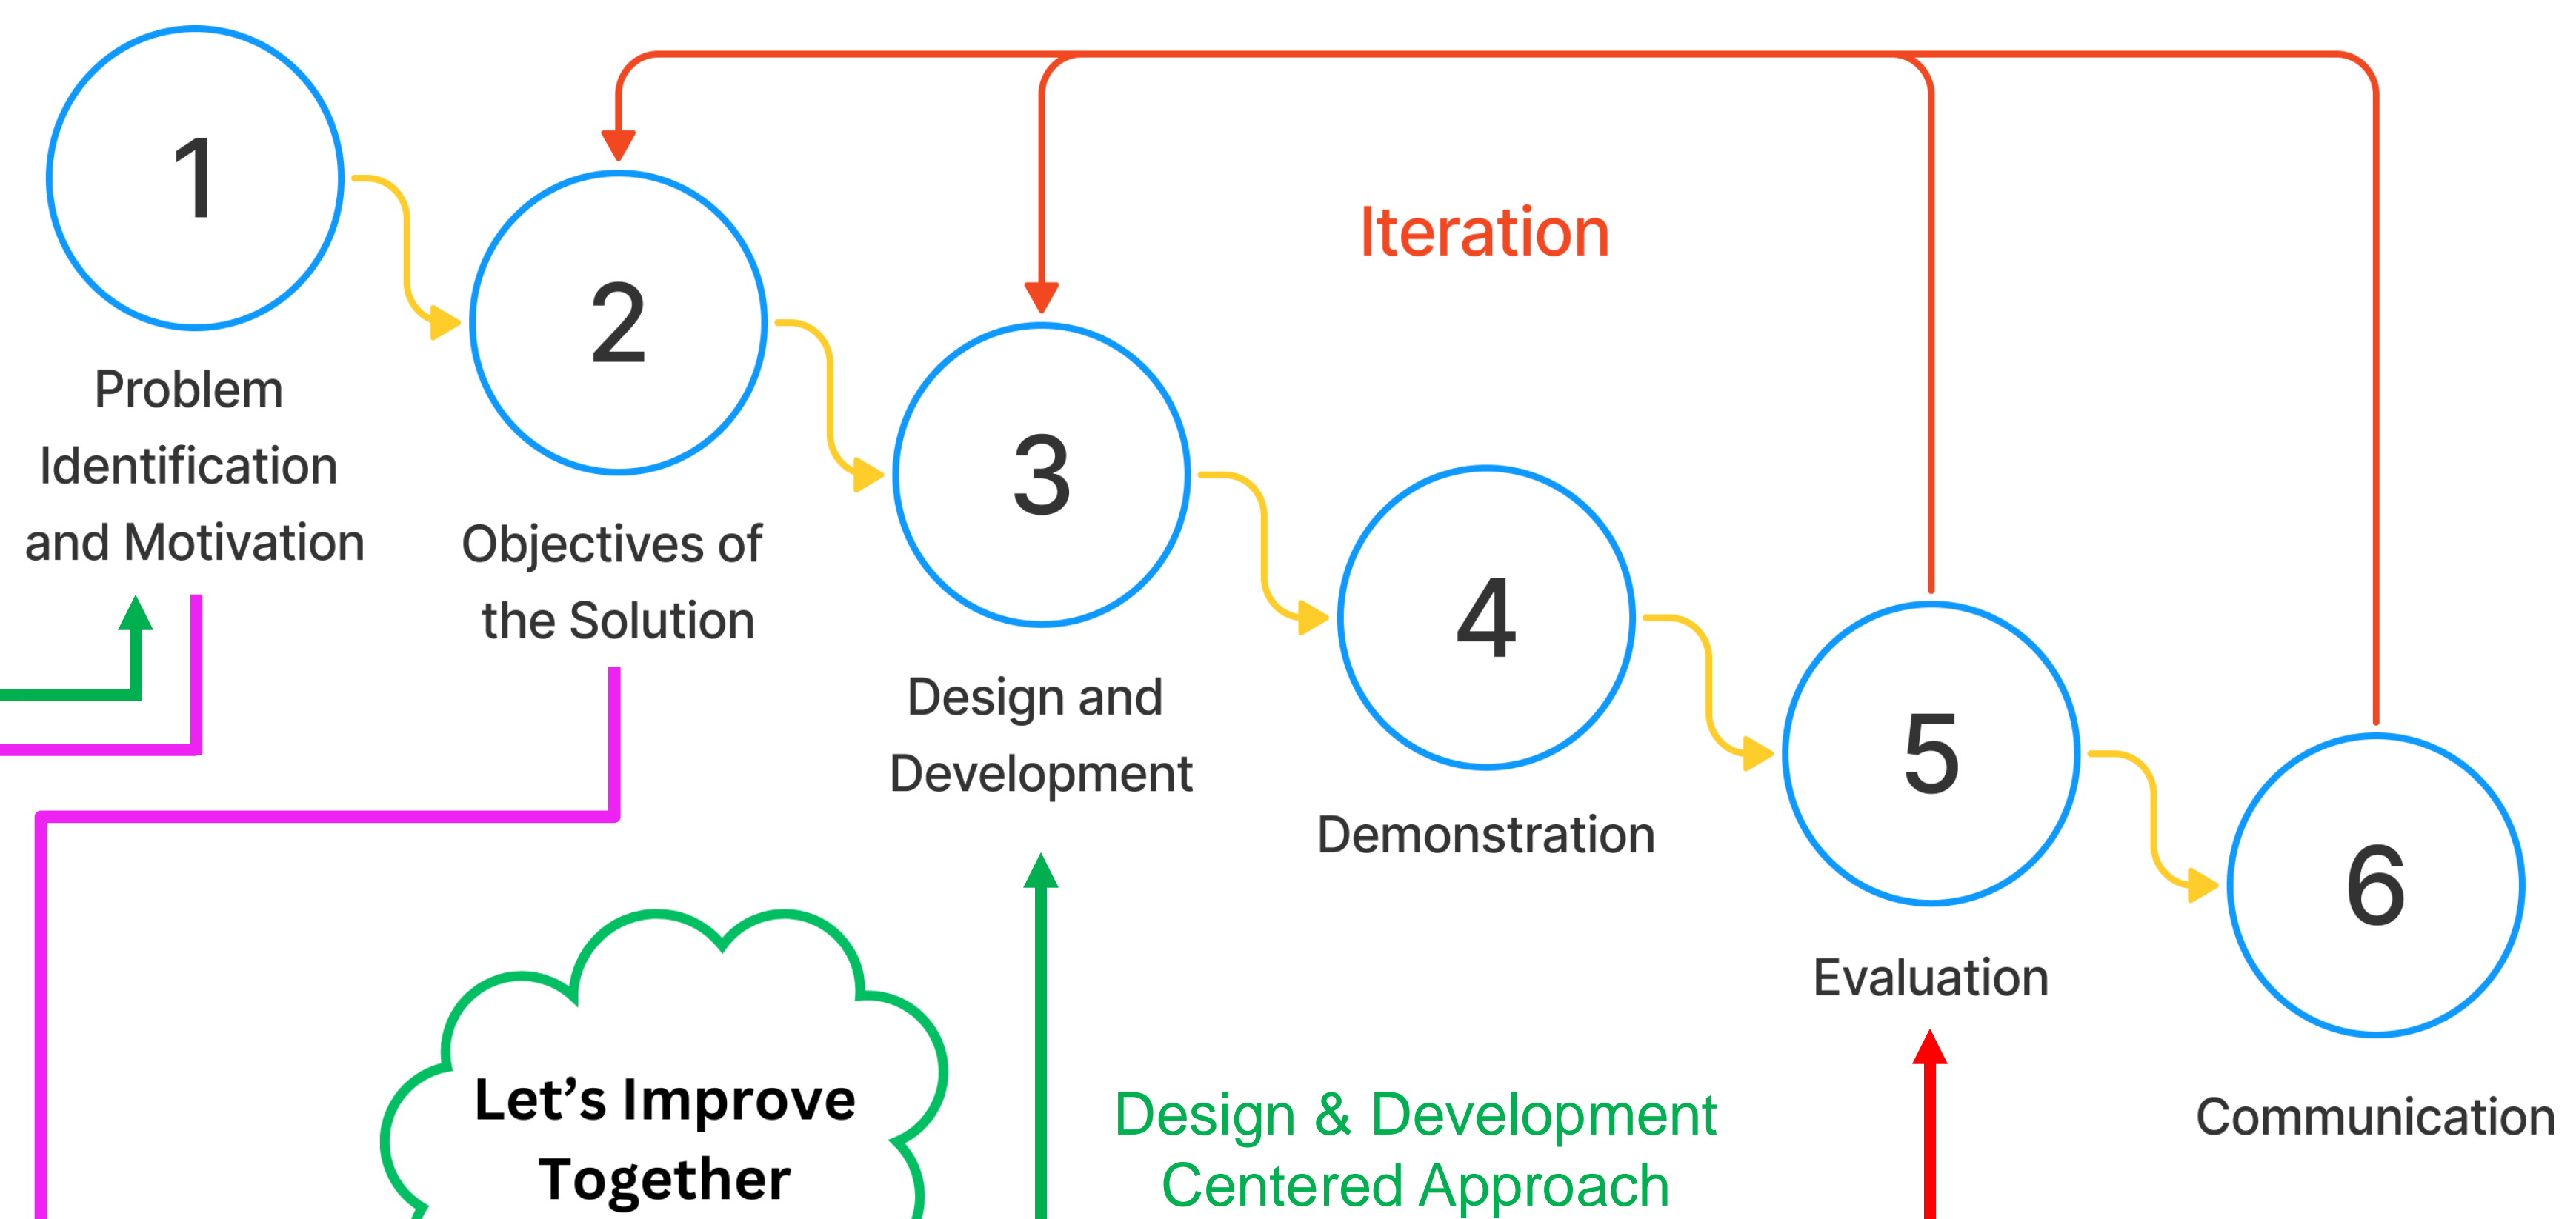 1
Problem
Identification
and Motivation
2
Objectives of
the Solution
3
Design and
Development
Iteration
4
Demonstration
5
Evaluation
6
Communication
Let’s Improve
Together
Design & Development
Centered Approach